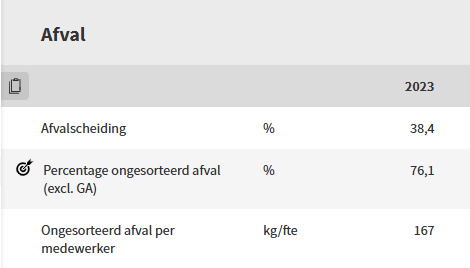 Afval
2023
Afvalscheiding % 38,4
Percentage ongesorteerd afval % 76,1
(excl. GA)
Ongesorteerd afval per kg/fte 167
medewerker